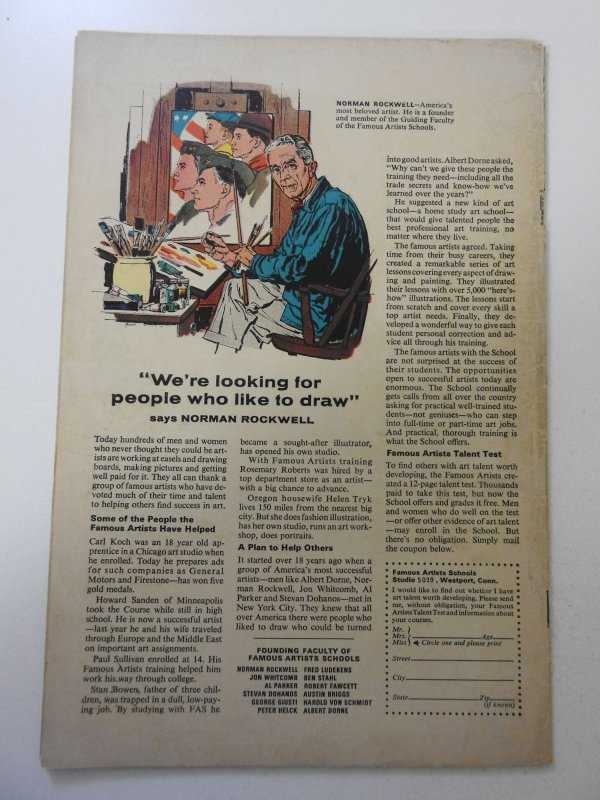 NORMAN ROCKWELL—America's
most beloved artist. He is a founder
and member of the Guiding Faculty
of the Famous Artists Schools.
"We're looking for
people who like to draw"
says NORMAN ROCKWELL
Today hundreds of men and women
who never thought they could be art-
ists are working at easels and drawing
boards, making pictures and getting
well paid for it. They all can thank a
group of famous artists who have de-
voted much of their time and talent
to helping others find success in art.
Some of the People the
Famous Artists Have Helped
Carl Koch was an 18 year old ap-
prentice in a Chicago art studio when
he enrolled. Today he prepares ads
for such companies as General
Motors and Firestone—has won five
gold medals.
Howard Sanden of Minneapolis
took the Course while still in high
school. He is now a successful artist
—last year he and his wife traveled
through Europe and the Middle East
on important art assignments.
Paul Sullivan enrolled at 14. His
Famous Artists training helped him
work his way through college.
Stan Bowen, father of three chil-
dren, was trapped in a dull, low-pay-
ing job. By studying with FAS he
became a sought-after illustrator,
has opened his own studio.
With Famous Artists training
Rosemary Roberts was hired by a
top department store as an artist—
with a big chance to advance.
Oregon housewife Helen Tryk
lives 150 miles from the nearest big
city. But she does fashion illustration,
has her own studio, runs an art work-
shop, does portraits.
A Plan to Help Others
It started over 18 years ago when a
group of America's most successful
artists—men like Albert Dorne, Nor-
man Rockwell, Jon Whitcomb, Al
Parker and Stevan Dohanos—met in
New York City. They knew that all
over America there were people who
liked to draw who could be turned
FOUNDING FACULTY OF
FAMOUS ARTISTS SCHOOLS
NORMAN ROCKWELL FRED LUDEKENS
JON WHITCOMB BEN STAHL
AL PARKER ROBERT FAWCETT
STEVAN DOHANOS AUSTIN BRIGGS
GEORGE GIUSTI HAROLD VON SCHMIDT
PETER HELCK ALBERT DORNE
into good artists. Albert Dorne asked,
"Why can't we give these people the
training they need—including all the
trade secrets and know-how we've
learned over the years?"
He suggested a new kind of art
school—a home study art school—
that would give talented people the
best professional art training, no
matter where they live.
The famous artists agreed. Taking
time from their busy careers, they
created a remarkable series of art
lessons covering every aspect of draw-
ing and painting. They illustrated
their lessons with over 5,000 "here's-
how" illustrations. The lessons start
from scratch and cover every skill a
top artist needs. Finally, they de-
veloped a wonderful way to give each
student personal correction and ad-
vice all through his training.
The famous artists with the School
are not surprised at the success of
their students. The opportunities
open to successful artists today are
enormous. The School continually
gets calls from all over the country
asking for practical well-trained stu-
dents—not geniuses—who can step
into full-time or part-time art jobs.
And practical, thorough training is
what the School offers.
Famous Artists Talent Test
To find others with art talent worth
developing, the Famous Artists cre-
ated a 12-page talent test. Thousands
paid to take this test, but now the
School offers and grades it free. Men
and women who do well on the test
—or offer other evidence of art talent
—may enroll in the School. But
there's no obligation. Simply mail
the coupon below.
Famous Artists Schools
Studio 5039, Westport, Conn.
I would like to find out whether I have
art talent worth developing. Please send
me, without obligation, your Famous
Artists Talent Test and information about
your courses.
Mr.
Mrs. Age
Miss Circle one and please print
Street
City
State Zip
(if known)